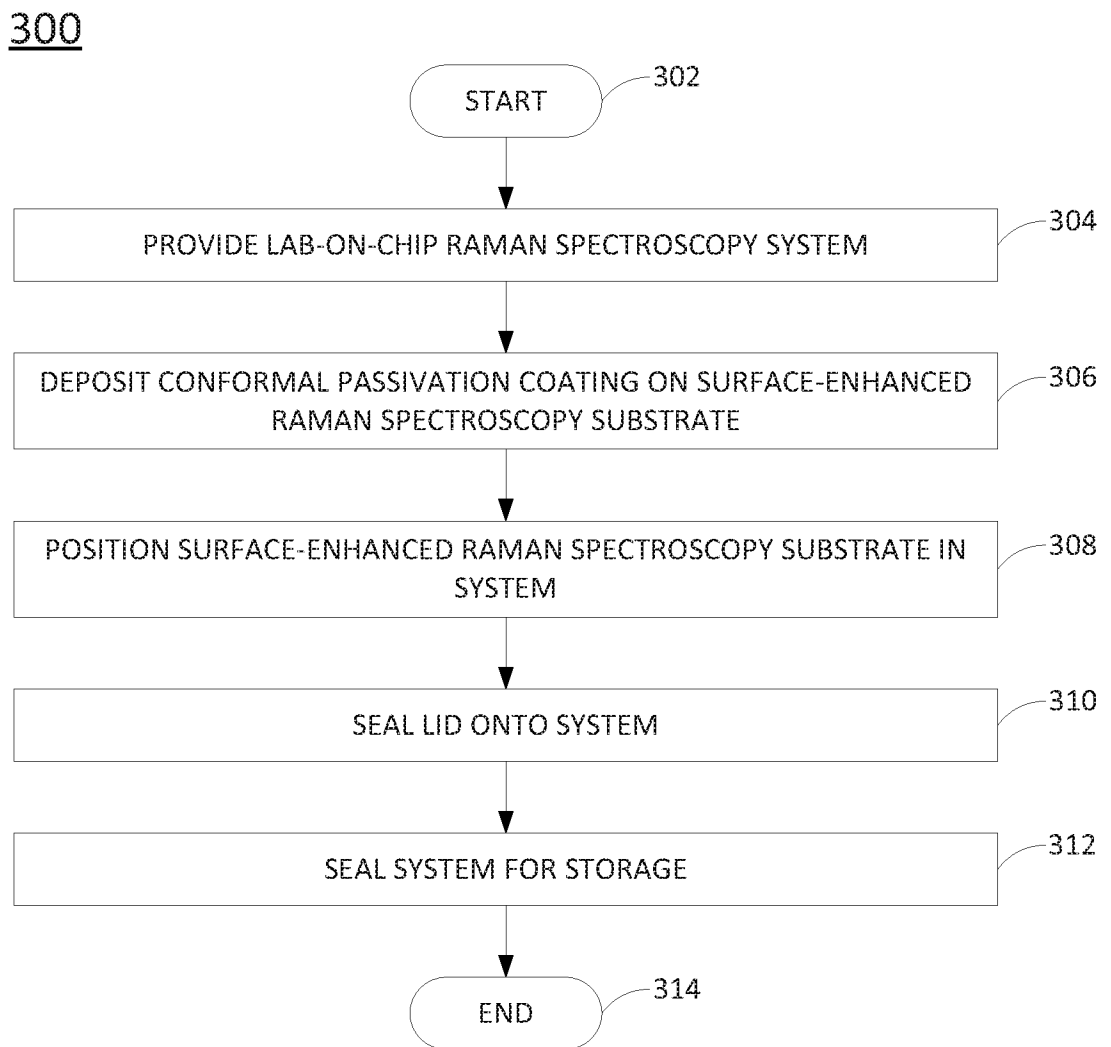 300
START
302
PROVIDE LAB-ON-CHIP RAMAN SPECTROSCOPY SYSTEM
304
DEPOSIT CONFORMAL PASSIVATION COATING ON SURFACE-ENHANCED
RAMAN SPECTROSCOPY SUBSTRATE
306
POSITION SURFACE-ENHANCED RAMAN SPECTROSCOPY SUBSTRATE IN
SYSTEM
308
SEAL LID ONTO SYSTEM
310
SEAL SYSTEM FOR STORAGE
312
END
314